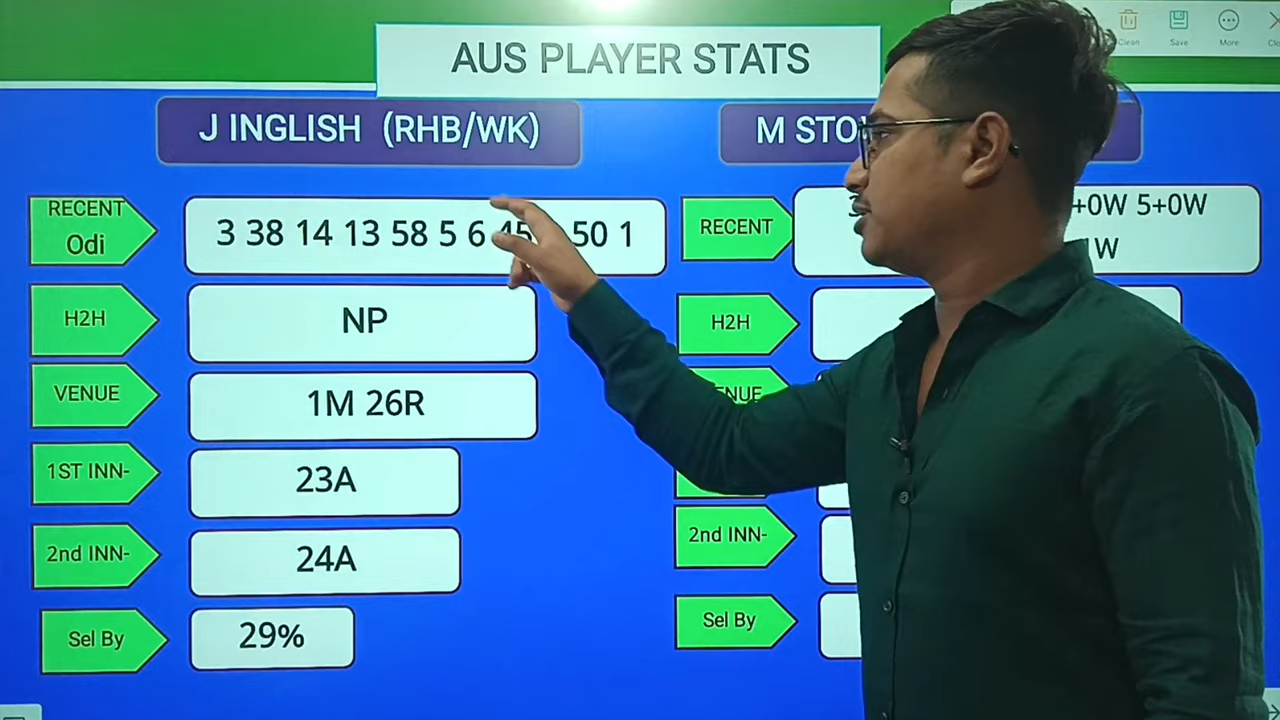 AUS PLAYER STATS
Clean
Save
More
J INGLISH (RHB/WK)
M
RECENT
Odi
3 38 14 13 58 5 6 45 50 1
RECENT
+0W 5+0W
H2H
NP
H2H
VENUE
1M 26R
1ST INN-
23A
2nd INN-
24A
2nd INN-
Sel By
29%
Sel By